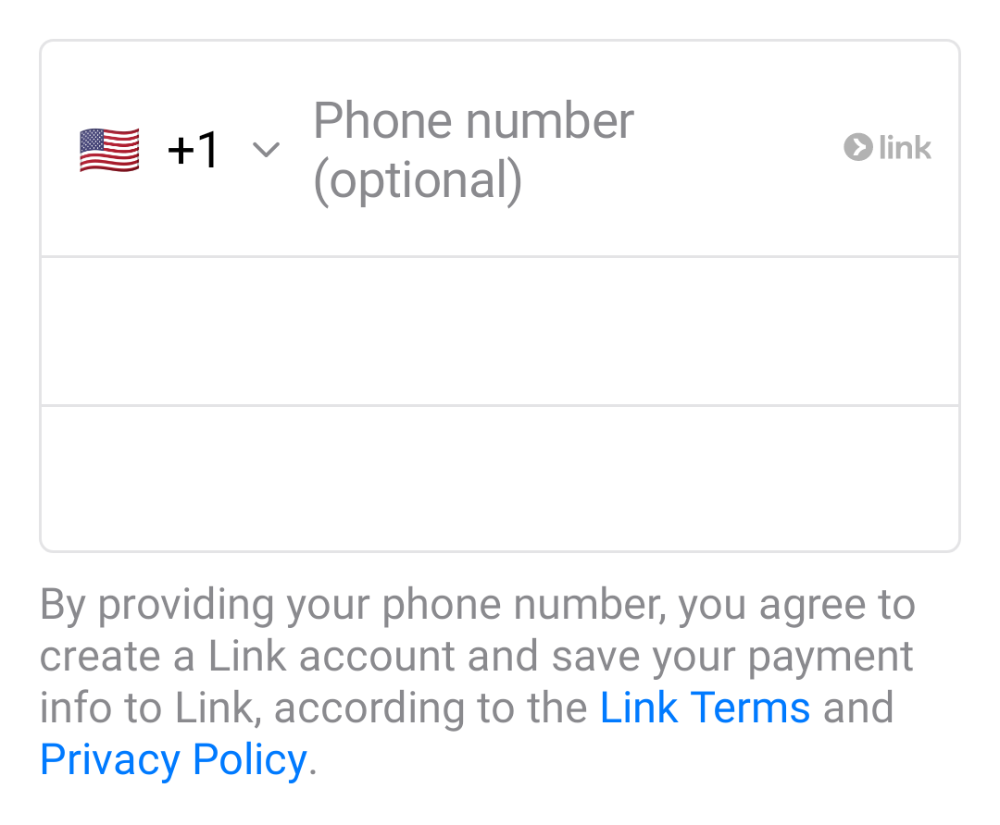 +1
Phone number
(optional)
link
By providing your phone number, you agree to
create a Link account and save your payment
info to Link, according to the Link Terms and
Privacy Policy.